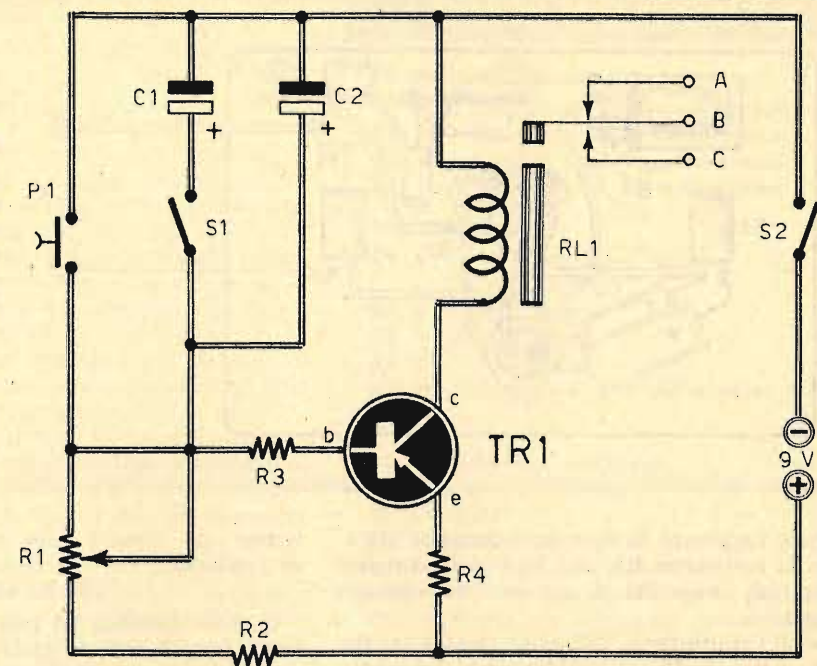 C1
+
C2
+
A
B
C
P1
S1
RL1
S2
b
c
e
TR1
R3
−
9 V
+
R1
R4
R2